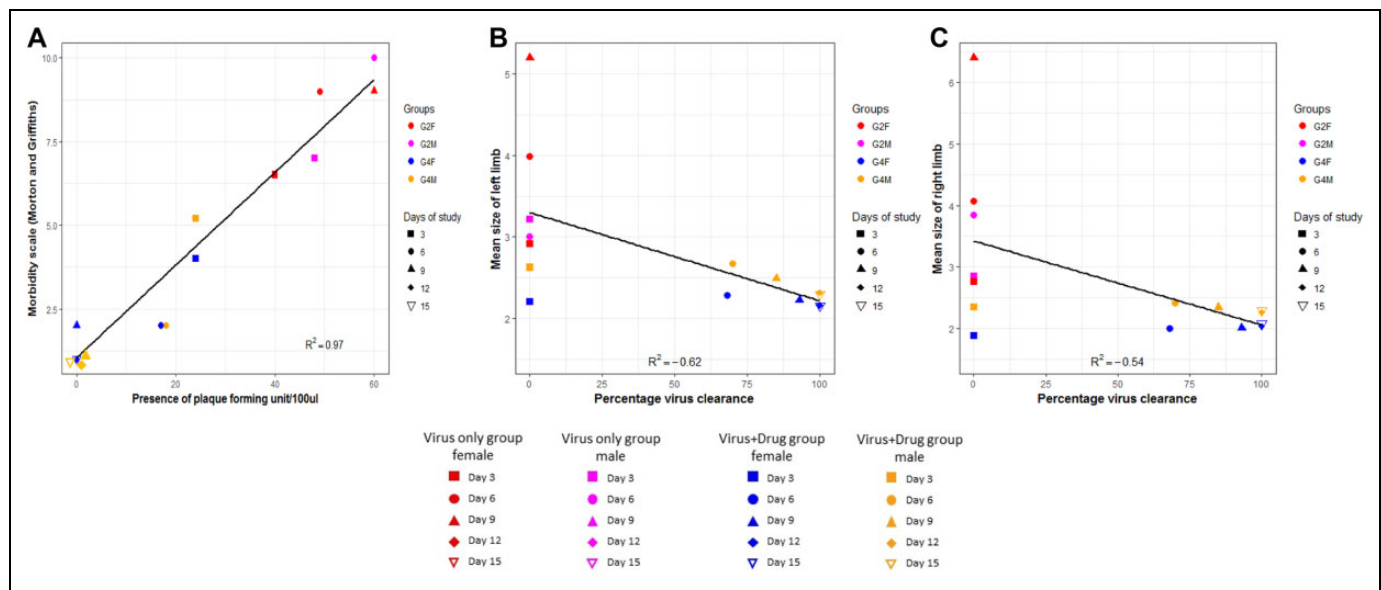 A
Morbidity scale (Morton and Griffiths)
10.0
7.5
5.0
2.5
0
20
40
60
Presence of plaque forming unit/100ul
R² = 0.97
Groups
G2F
G2M
G4F
G4M
Days of study
3
6
9
12
15
B
Mean size of left limb
5
4
3
2
0
25
50
75
100
Percentage virus clearance
R² = −0.62
Groups
G2F
G2M
G4F
G4M
Days of study
3
6
9
12
15
C
Mean size of right limb
6
5
4
3
2
0
25
50
75
100
Percentage virus clearance
R² = −0.54
Groups
G2F
G2M
G4F
G4M
Days of study
3
6
9
12
15
Virus only group
female
Day 3
Day 6
Day 9
Day 12
Day 15
Virus only group
male
Day 3
Day 6
Day 9
Day 12
Day 15
Virus+Drug group
female
Day 3
Day 6
Day 9
Day 12
Day 15
Virus+Drug group
male
Day 3
Day 6
Day 9
Day 12
Day 15